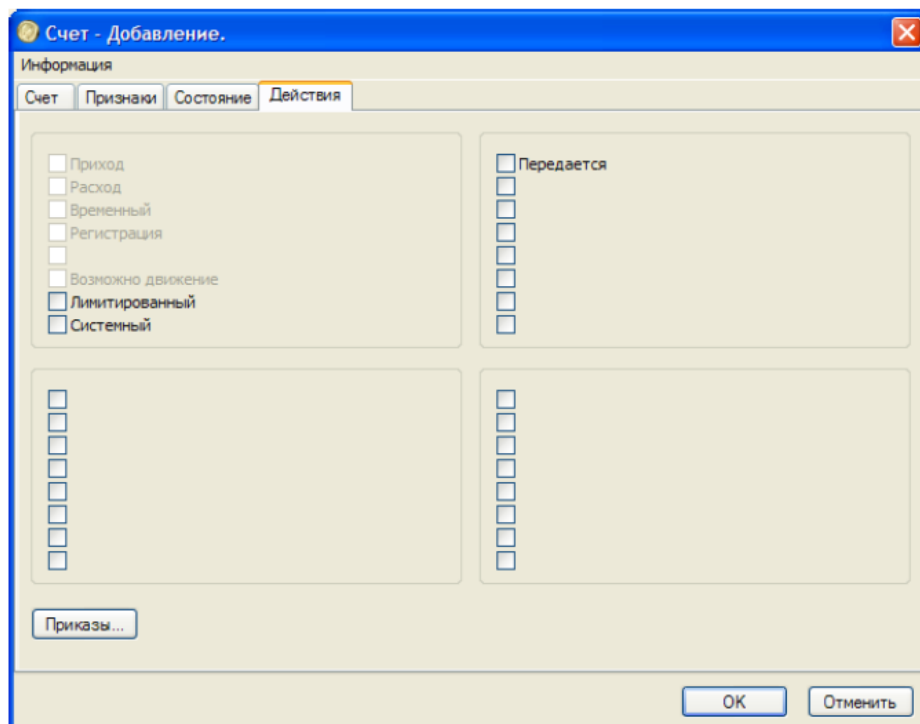 Счет - Добавление.
Информация
Счет Признаки Состояние Действия
Приход
Расход
Временный
Регистрация
Возможно движение
Лимитированный
Системный
Передается
Приказы...
OK Отменить